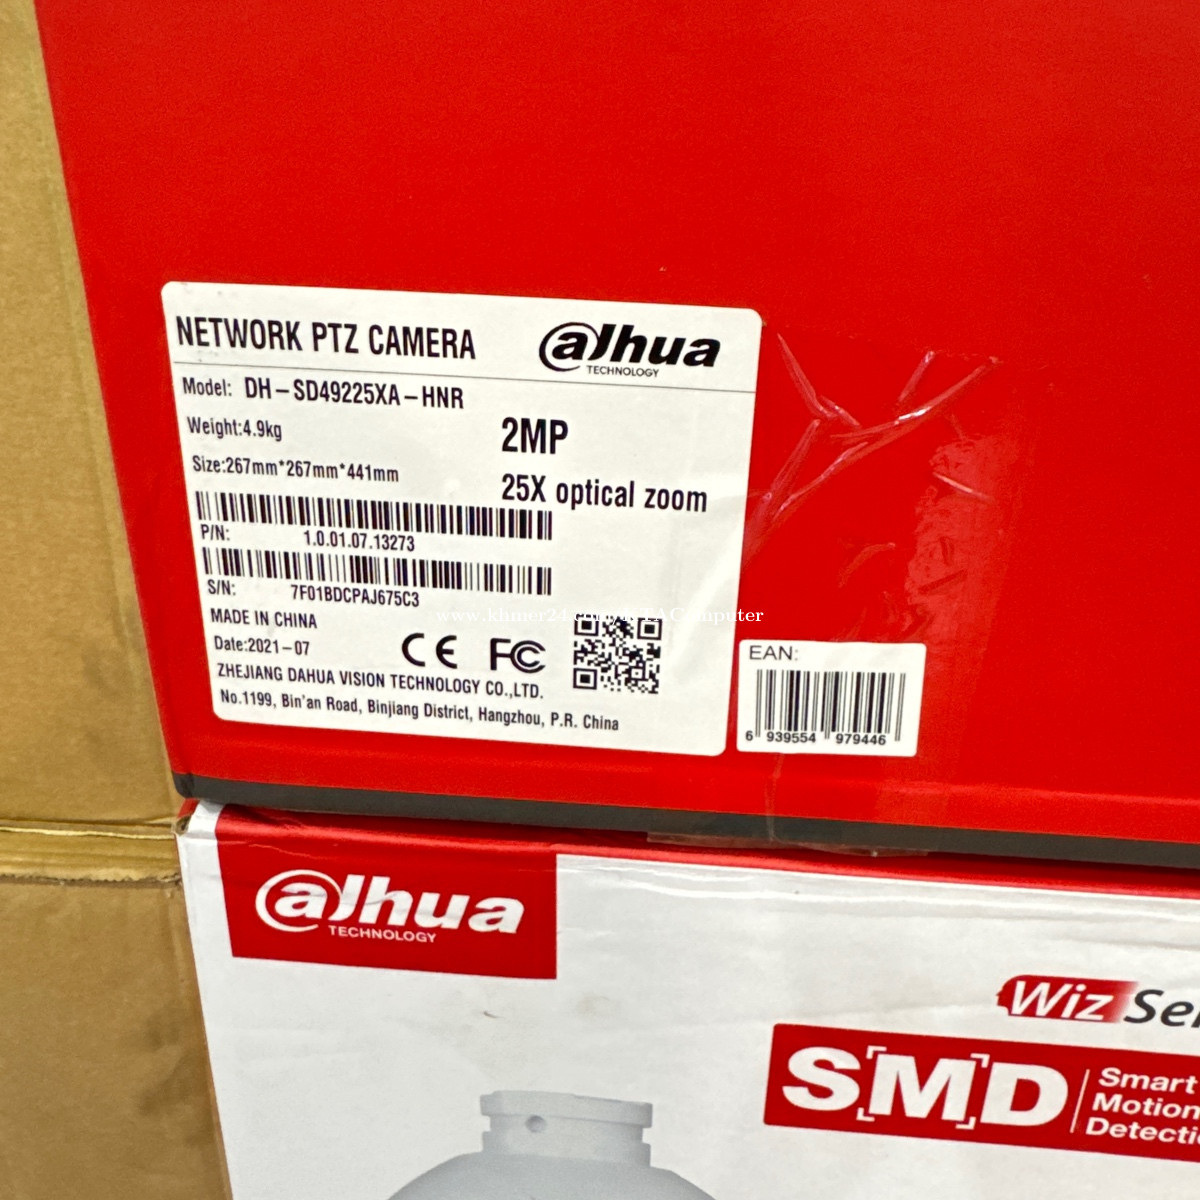 NETWORK PTZ CAMERA
alhua
TECHNOLOGY
Model: DH-SD49225XA-HNR
Weight:4.9kg
2MP
Size:267mm*267mm*441mm
25X optical zoom
P/N: 1.0.01.07.13273
S/N: 7F01BDCPAJ675C3
MADE IN CHINA
Date:2021-07
CE FC
ZHEJIANG DAHUA VISION TECHNOLOGY CO.,LTD.
No.1199, Bin'an Road, Binjiang District, Hangzhou, P.R. China
EAN:
6 939554 979446
alhua
TECHNOLOGY
Wiz Ser
SMD
Smart
Motion
Detectio